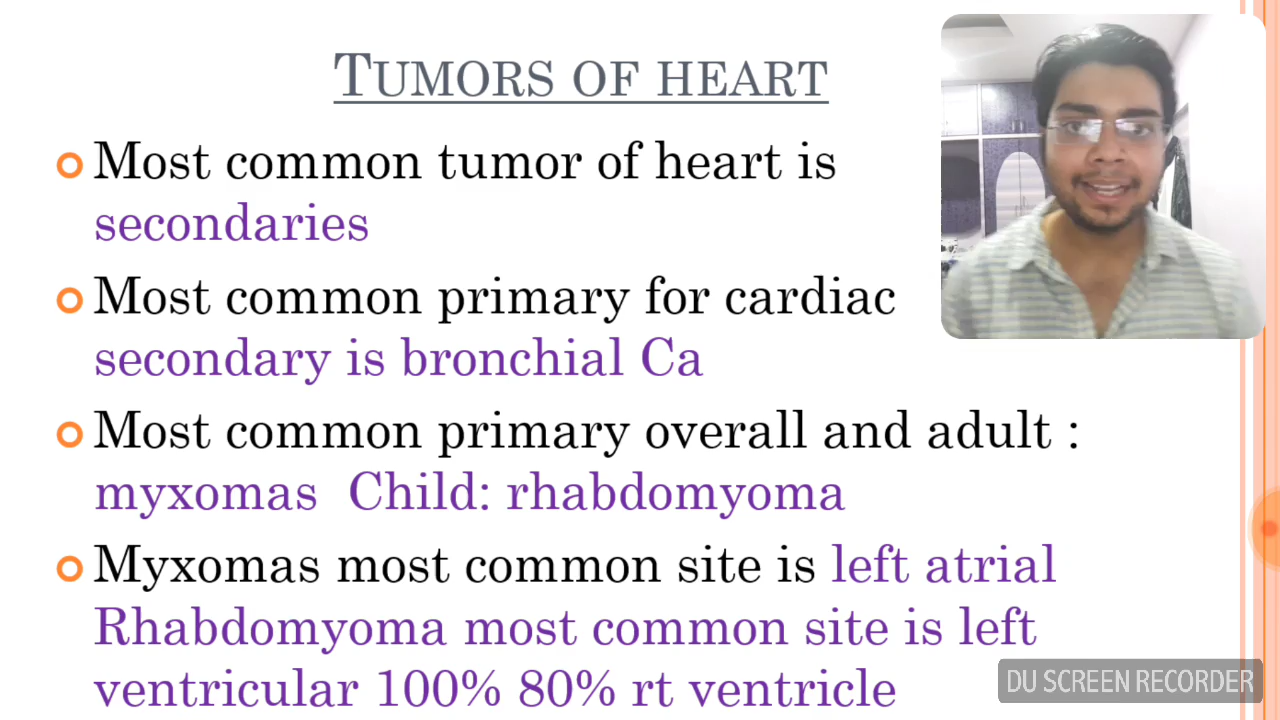 TUMORS OF HEART
Most common tumor of heart is
secondaries
Most common primary for cardiac
secondary is bronchial Ca
Most common primary overall and adult :
myxomas Child: rhabdomyoma
Myxomas most common site is left atrial
Rhabdomyoma most common site is left
ventricular 100% 80% rt ventricle
DU SCREEN RECORDER